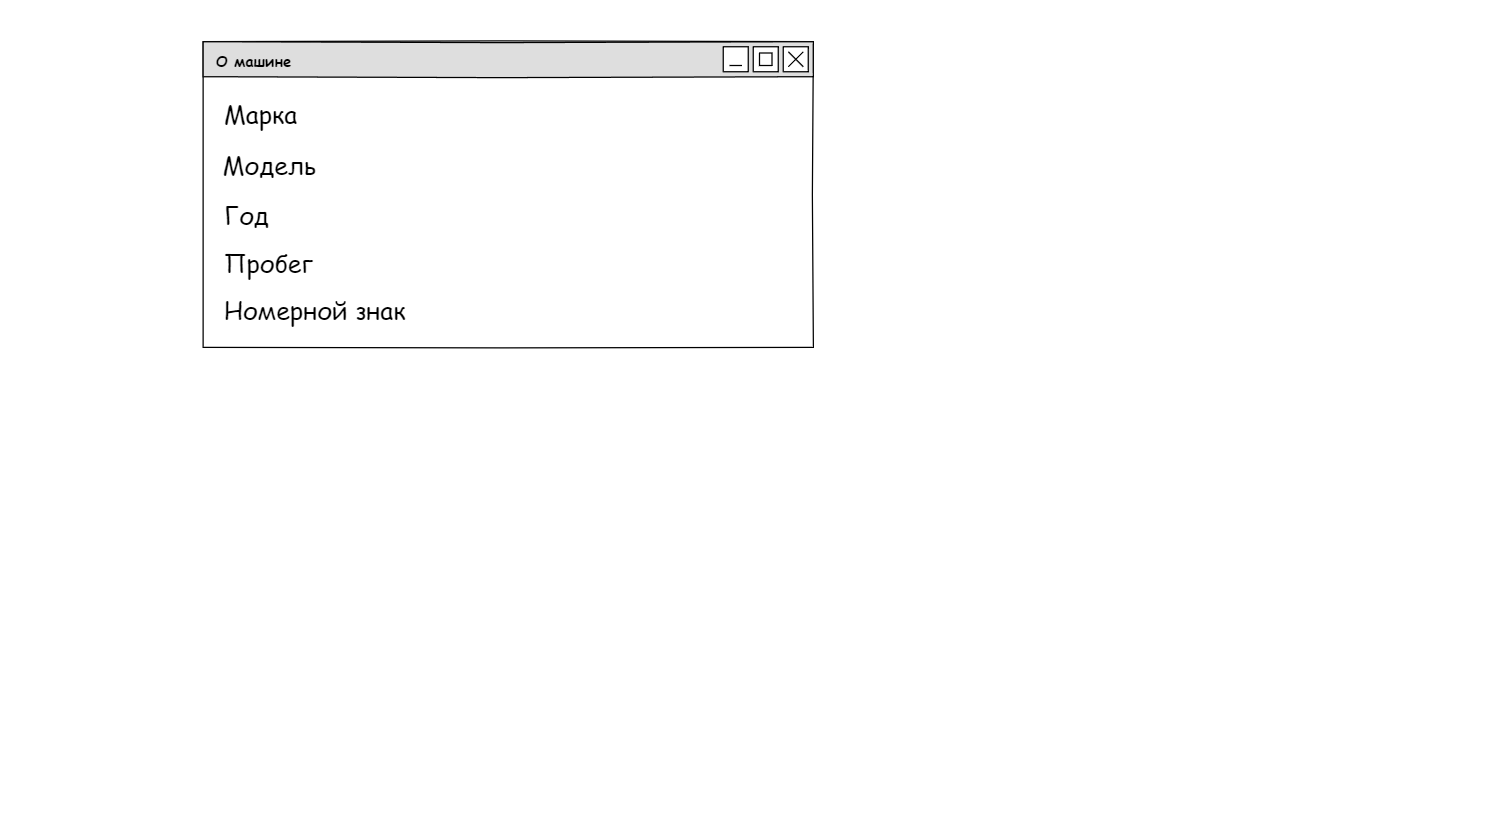 О машине
Марка
Модель
Год
Пробег
Номерной знак